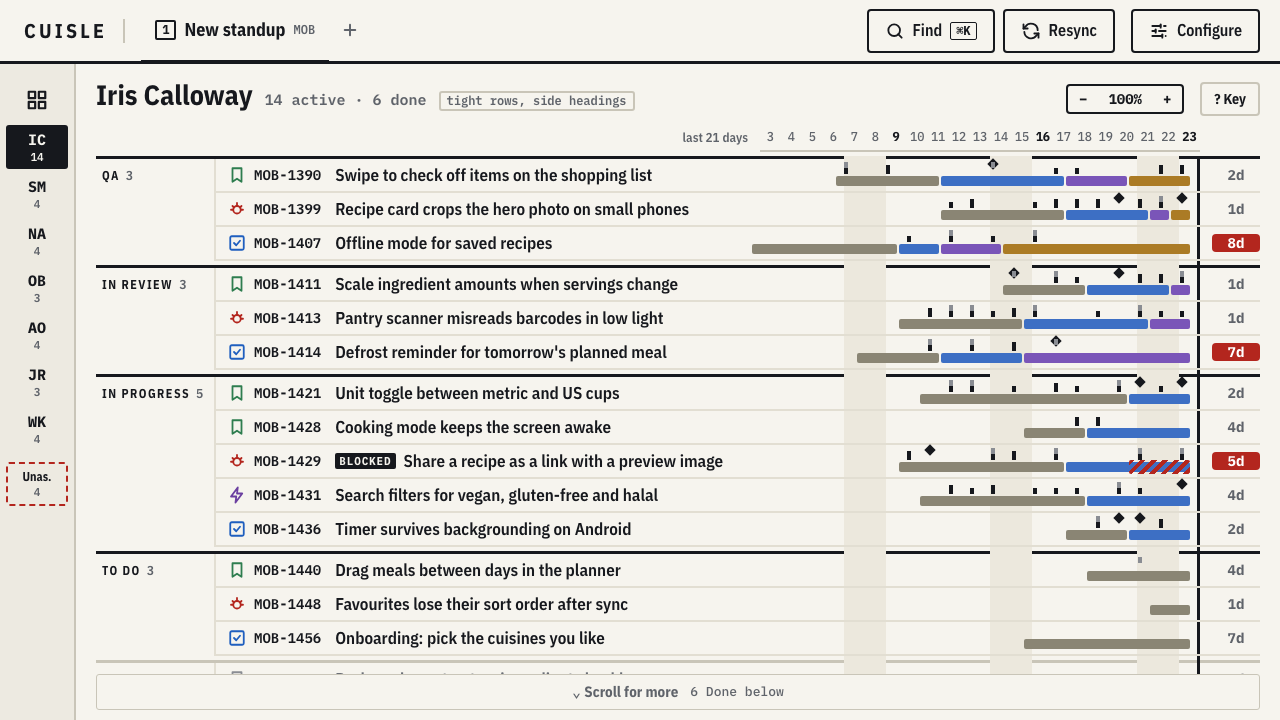 CUISLE 1 New standup MOB + Find ⌘K Resync Configure
Iris Calloway 14 active · 6 done tight rows, side headings − 100% + ? Key
last 21 days 3 4 5 6 7 8 9 10 11 12 13 14 15 16 17 18 19 20 21 22 23
IC
14
SM
4
NA
4
OB
3
AO
4
JR
3
WK
4
Unas.
4
QA 3
MOB-1390 Swipe to check off items on the shopping list 2d
MOB-1399 Recipe card crops the hero photo on small phones 1d
MOB-1407 Offline mode for saved recipes 8d
IN REVIEW 3
MOB-1411 Scale ingredient amounts when servings change 1d
MOB-1413 Pantry scanner misreads barcodes in low light 1d
MOB-1414 Defrost reminder for tomorrow's planned meal 7d
IN PROGRESS 5
MOB-1421 Unit toggle between metric and US cups 2d
MOB-1428 Cooking mode keeps the screen awake 4d
MOB-1429 BLOCKED Share a recipe as a link with a preview image 5d
MOB-1431 Search filters for vegan, gluten-free and halal 4d
MOB-1436 Timer survives backgrounding on Android 2d
TO DO 3
MOB-1440 Drag meals between days in the planner 4d
MOB-1448 Favourites lose their sort order after sync 1d
MOB-1456 Onboarding: pick the cuisines you like 7d
Scroll for more 6 Done below